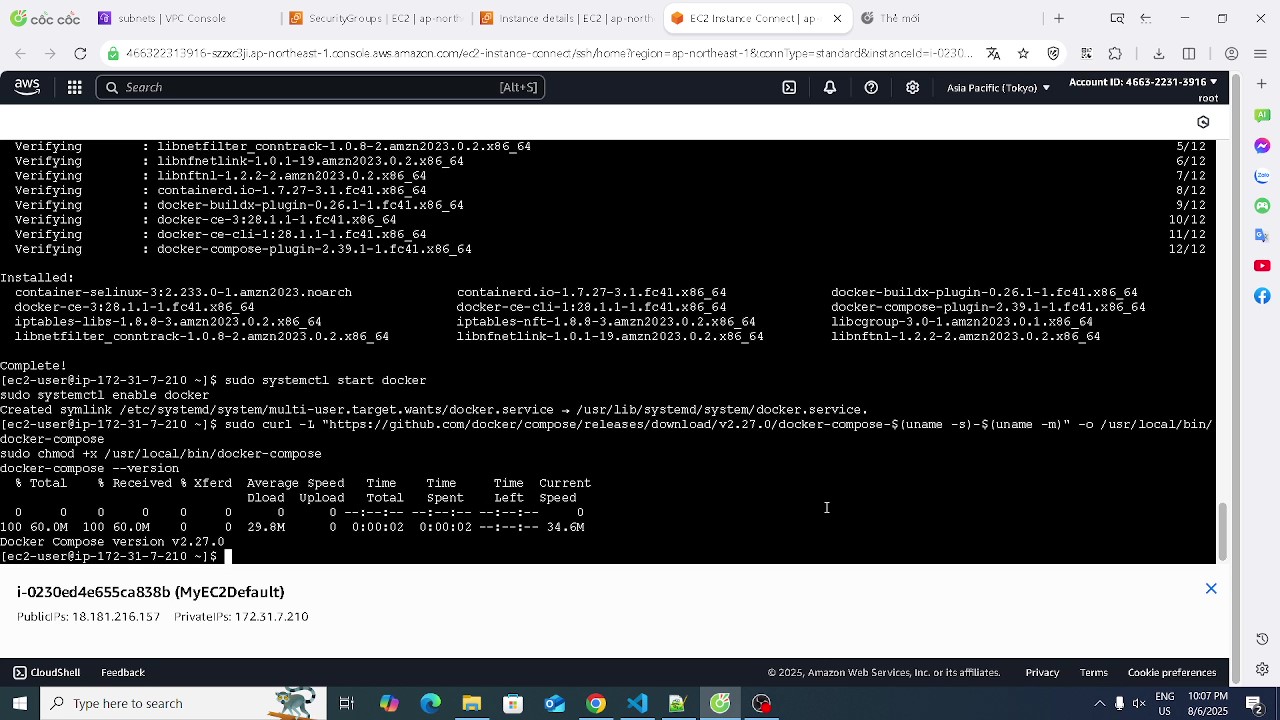 cốc cốc
subnets | VPC Console
SecurityGroups | EC2 | ap-north
Instance details | EC2 | ap-north
EC2 Instance Connect | ap-
Thẻ mới
466322313916-szzxc3j.ap-northeast-1.console.aws.amazon.com/ec2-instance-connect/ssh/home?region=ap-northeast-1&connType=standard&instanceId=i-0230...
aws
Search
[Alt+S]
Asia Pacific (Tokyo)
Account ID: 4663-2231-3916
root
Verifying : libnetfilter_conntrack-1.0.8-2.amzn2023.0.2.x86_64 5/12
Verifying : libnfnetlink-1.0.1-19.amzn2023.0.2.x86_64 6/12
Verifying : libnftnl-1.2.2-2.amzn2023.0.2.x86_64 7/12
Verifying : containerd.io-1.7.27-3.1.fc41.x86_64 8/12
Verifying : docker-buildx-plugin-0.26.1-1.fc41.x86_64 9/12
Verifying : docker-ce-3:28.1.1-1.fc41.x86_64 10/12
Verifying : docker-ce-cli-1:28.1.1-1.fc41.x86_64 11/12
Verifying : docker-compose-plugin-2.39.1-1.fc41.x86_64 12/12
Installed:
container-selinux-3:2.233.0-1.amzn2023.noarch containerd.io-1.7.27-3.1.fc41.x86_64 docker-buildx-plugin-0.26.1-1.fc41.x86_64
docker-ce-3:28.1.1-1.fc41.x86_64 docker-ce-cli-1:28.1.1-1.fc41.x86_64 docker-compose-plugin-2.39.1-1.fc41.x86_64
iptables-libs-1.8.8-3.amzn2023.0.2.x86_64 iptables-nft-1.8.8-3.amzn2023.0.2.x86_64 libcgroup-3.0-1.amzn2023.0.1.x86_64
libnetfilter_conntrack-1.0.8-2.amzn2023.0.2.x86_64 libnfnetlink-1.0.1-19.amzn2023.0.2.x86_64 libnftnl-1.2.2-2.amzn2023.0.2.x86_64
Complete!
[ec2-user@ip-172-31-7-210 ~]$ sudo systemctl start docker
sudo systemctl enable docker
Created symlink /etc/systemd/system/multi-user.target.wants/docker.service → /usr/lib/systemd/system/docker.service.
[ec2-user@ip-172-31-7-210 ~]$ sudo curl -L "https://github.com/docker/compose/releases/download/v2.27.0/docker-compose-$(uname -s)-$(uname -m)" -o /usr/local/bin/
docker-compose
sudo chmod +x /usr/local/bin/docker-compose
docker-compose --version
% Total % Received % Xferd Average Speed Time Time Time Current
Dload Upload Total Spent Left Speed
0 0 0 0 0 0 0 0 --:--:-- --:--:-- --:--:-- 0
100 60.0M 100 60.0M 0 0 29.8M 0 0:00:02 0:00:02 --:--:-- 34.6M
Docker Compose version v2.27.0
[ec2-user@ip-172-31-7-210 ~]$
i-0230ed4e655ca838b (MyEC2Default)
PublicIPs: 18.181.216.157 PrivateIPs: 172.31.7.210
CloudShell
Feedback
© 2025, Amazon Web Services, Inc. or its affiliates.
Privacy
Terms
Cookie preferences
Type here to search
ENG
US
10:07 PM
8/6/2025
2
AI
Zalo